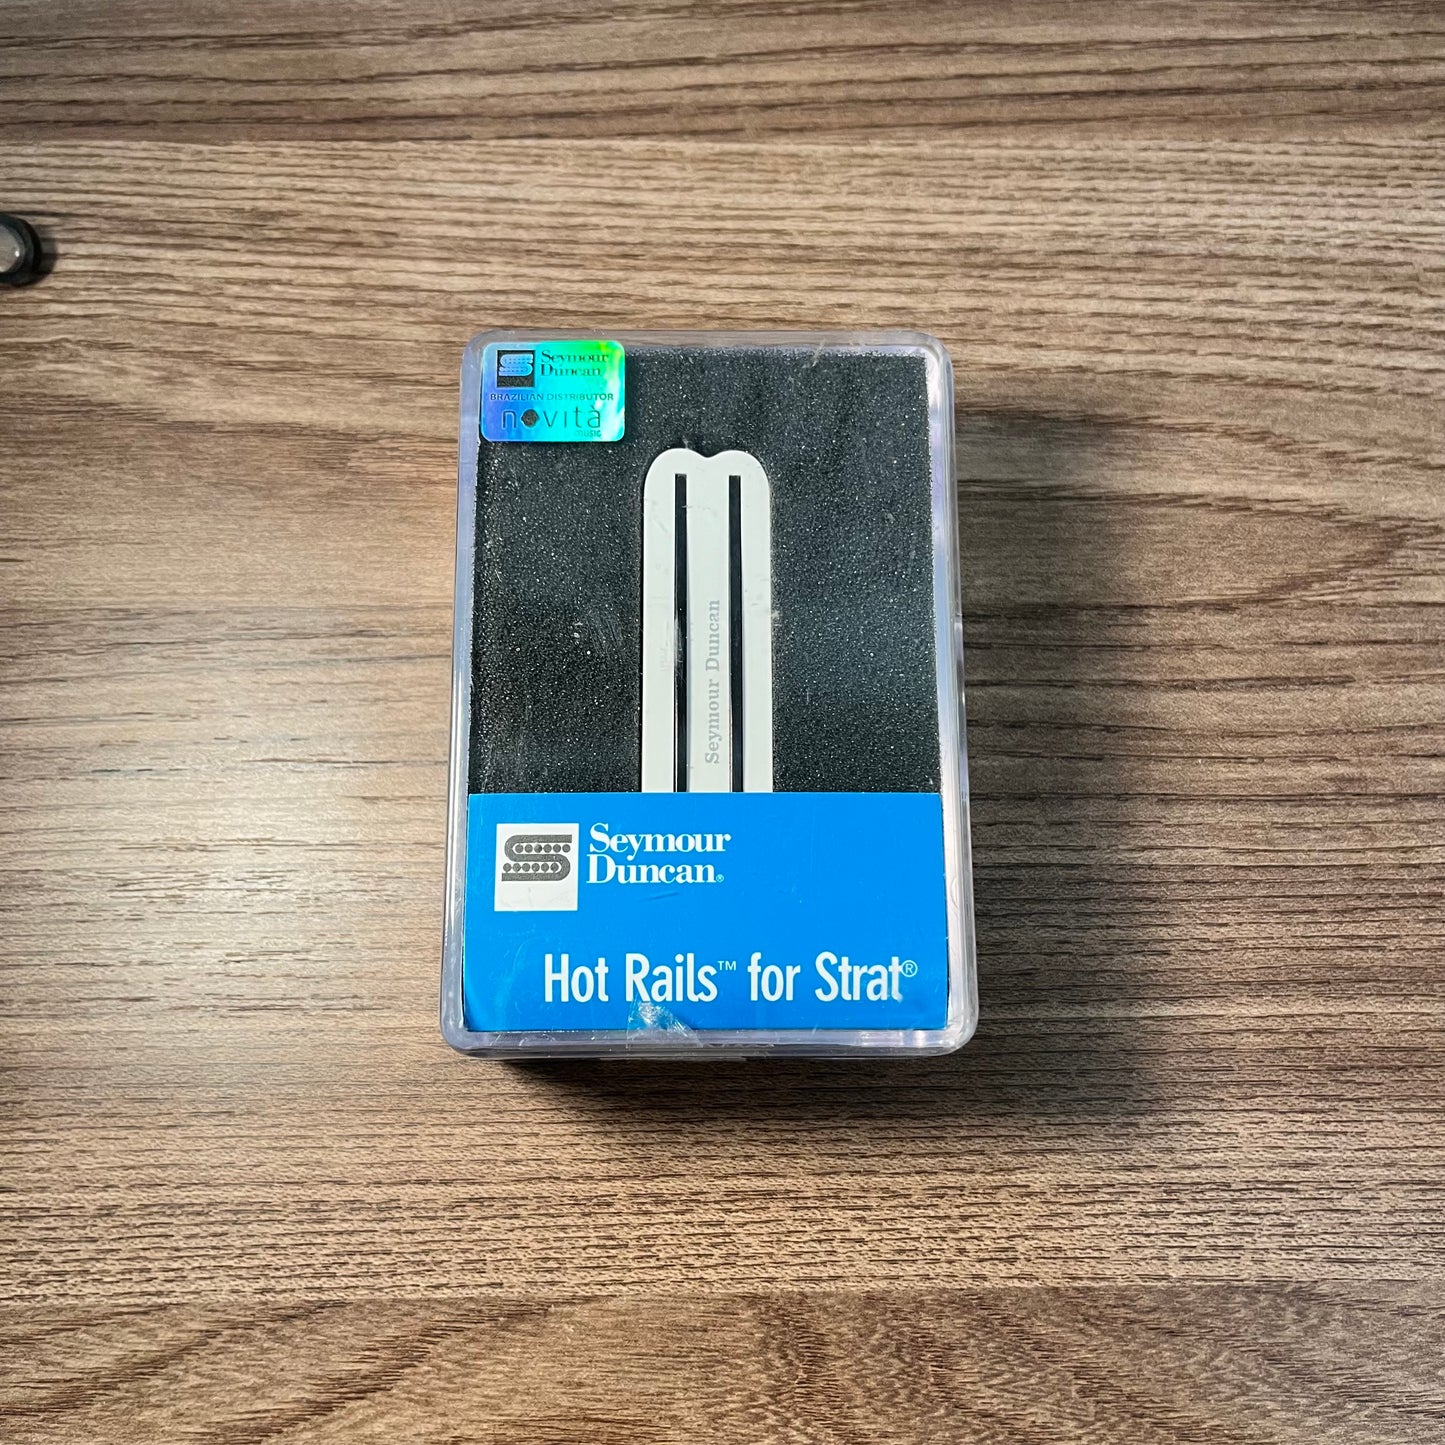 Seymour
Duncan
BRAZILIAN DISTRIBUTOR
novità
music
Seymour Duncan
Seymour
Duncan®
Hot Rails™ for Strat®